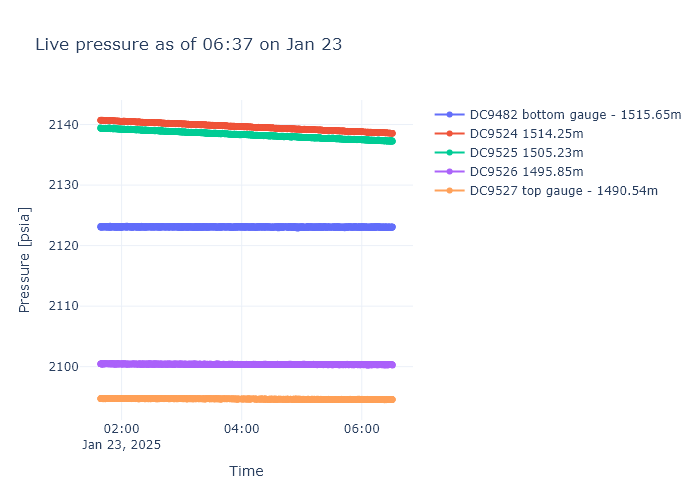 Live pressure as of 06:37 on Jan 23
DC9482 bottom gauge - 1515.65m
DC9524 1514.25m
DC9525 1505.23m
DC9526 1495.85m
DC9527 top gauge - 1490.54m
Pressure [psia]
2140
2130
2120
2110
2100
02:00
Jan 23, 2025
04:00
06:00
Time